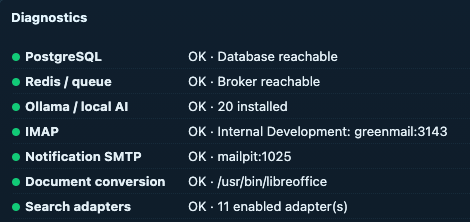 Diagnostics
PostgreSQL OK · Database reachable
Redis / queue OK · Broker reachable
Ollama / local AI OK · 20 installed
IMAP OK · Internal Development: greenmail:3143
Notification SMTP OK · mailpit:1025
Document conversion OK · /usr/bin/libreoffice
Search adapters OK · 11 enabled adapter(s)